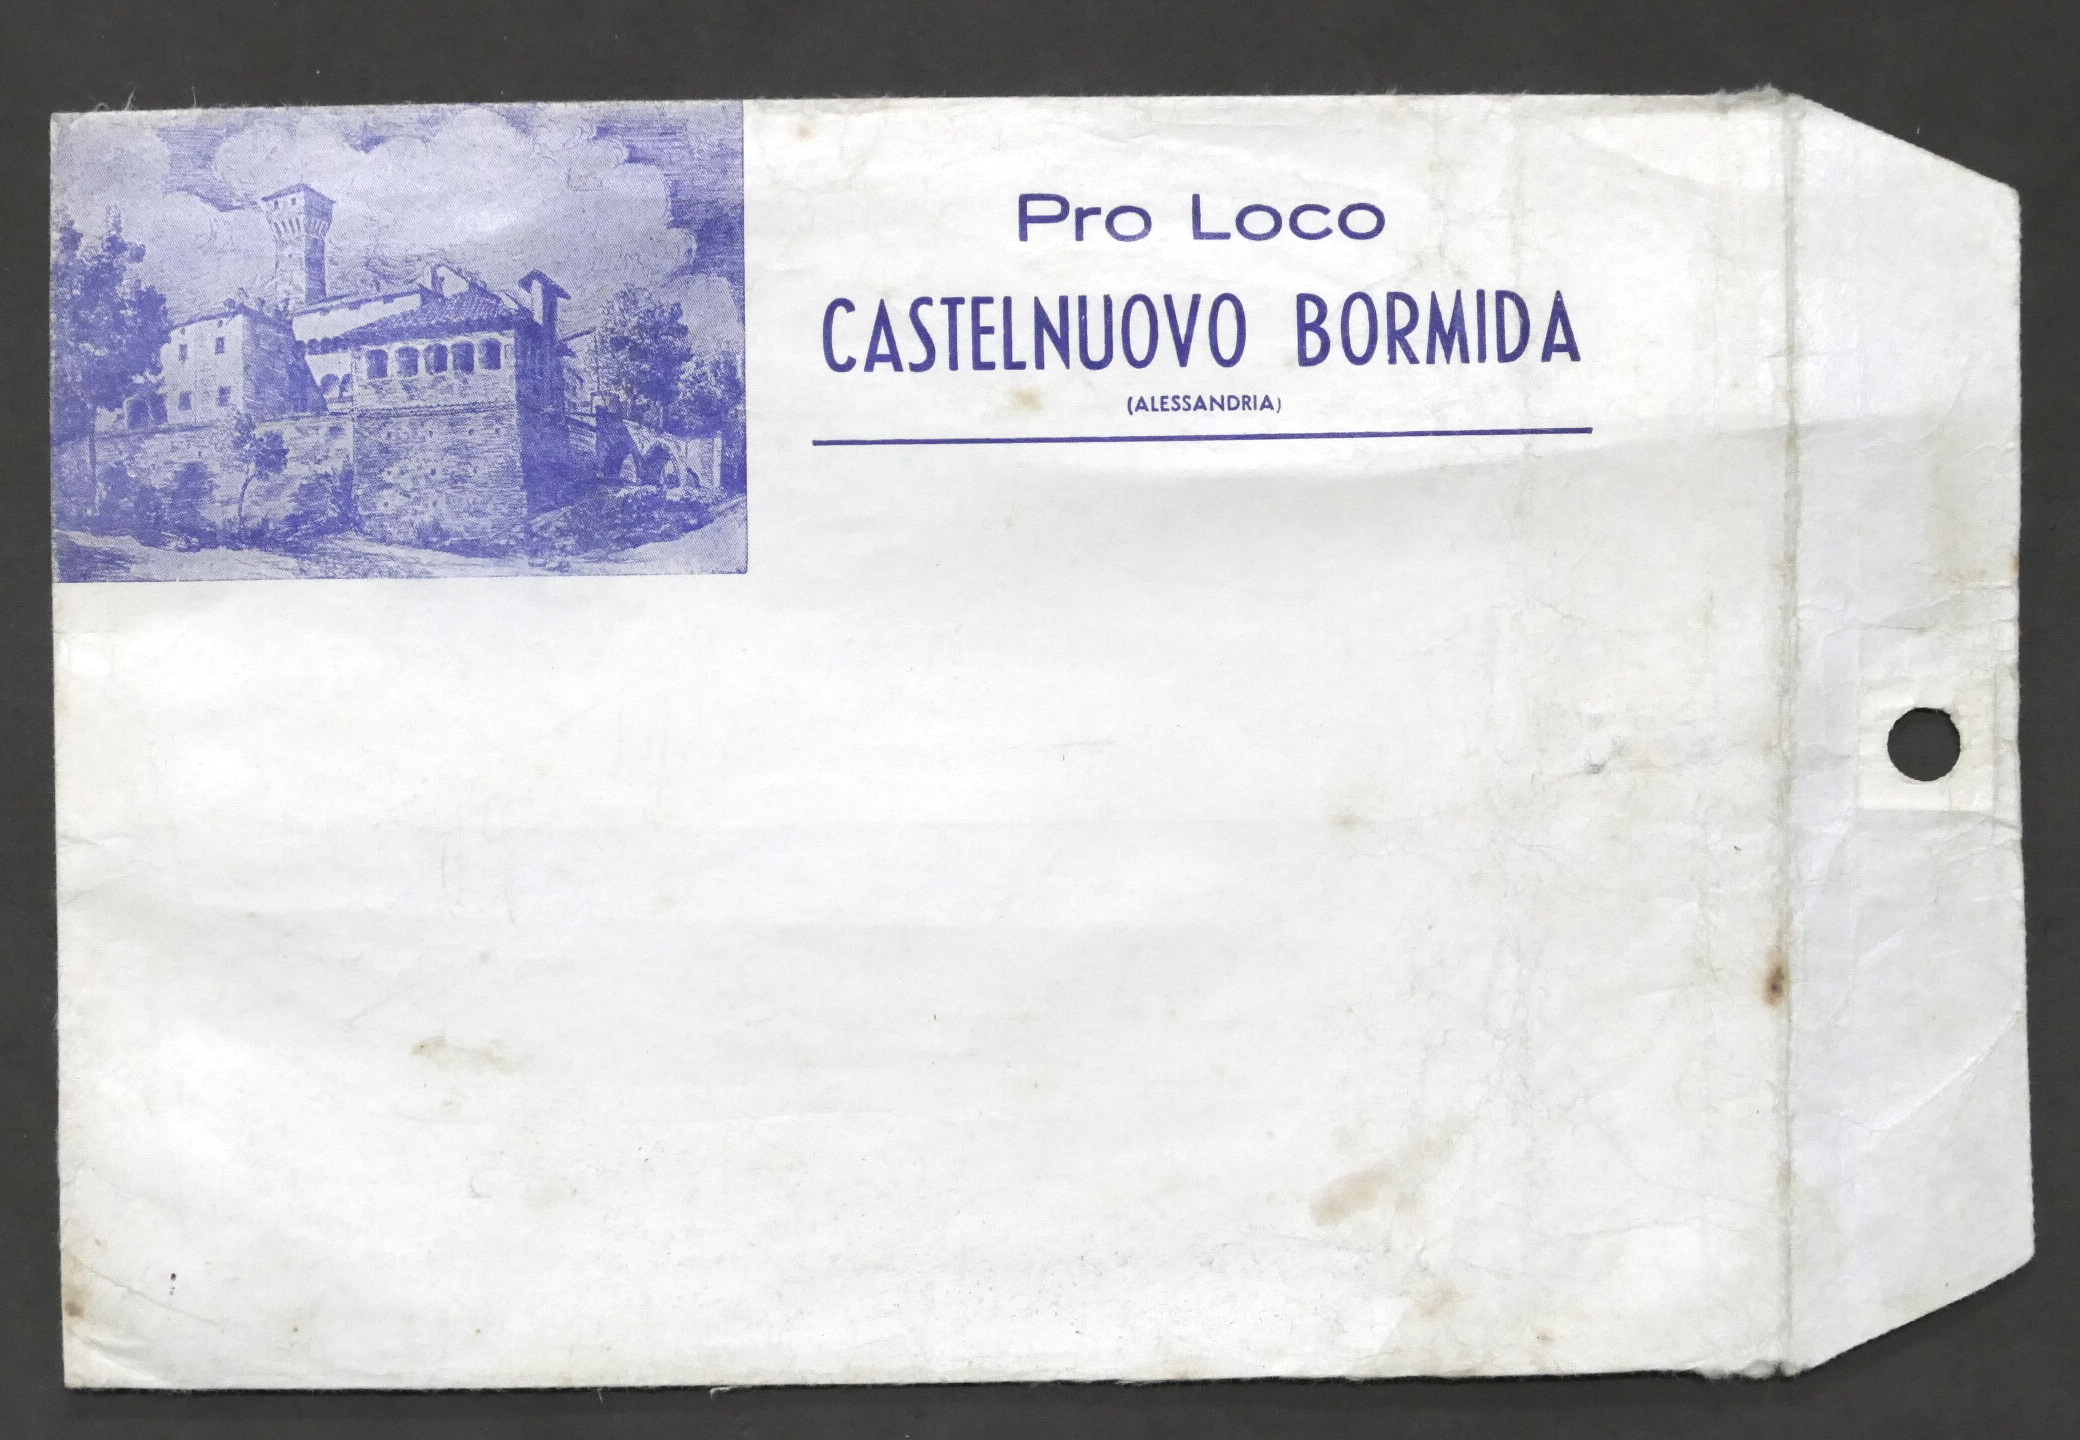 Pro Loco
CASTELNUOVO BORMIDA
(ALESSANDRIA)